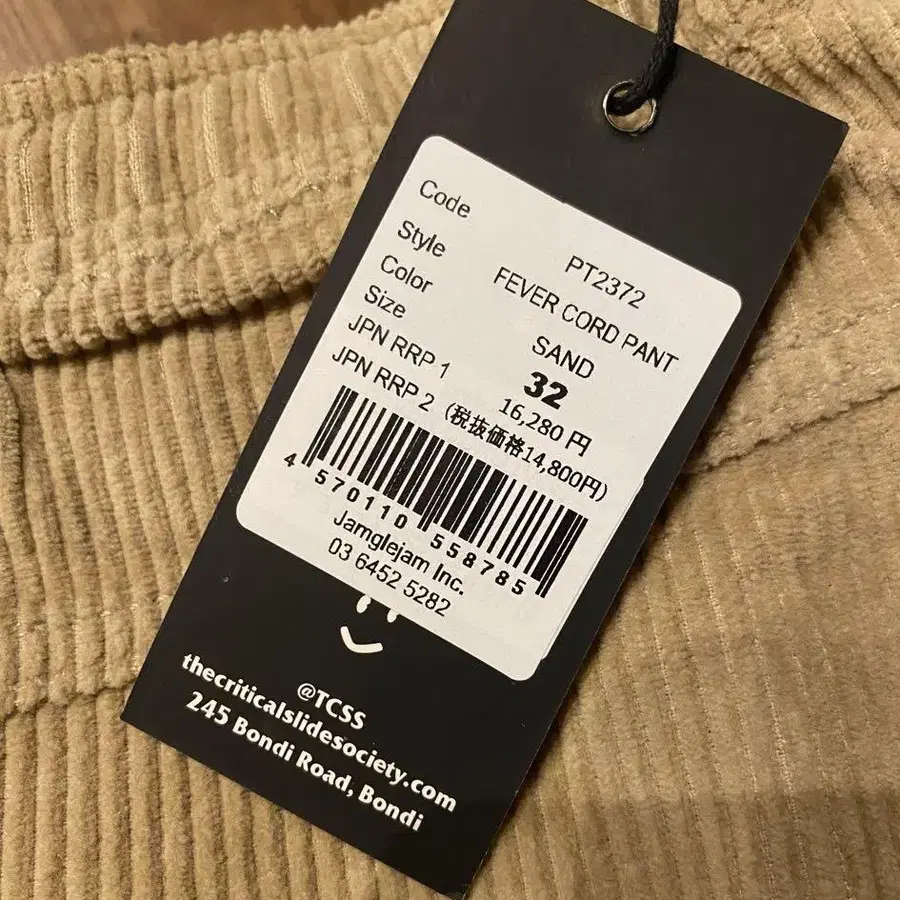 Code PT2372
Style FEVER CORD PANT
Color SAND
Size 32
JPN RRP 1 16,280 円
JPN RRP 2 (税抜価格14,800円)
4 570110 558785
Jamglejam Inc.
03 6452 5282
@TCSS
thecriticalslidesociety.com
245 Bondi Road, Bondi